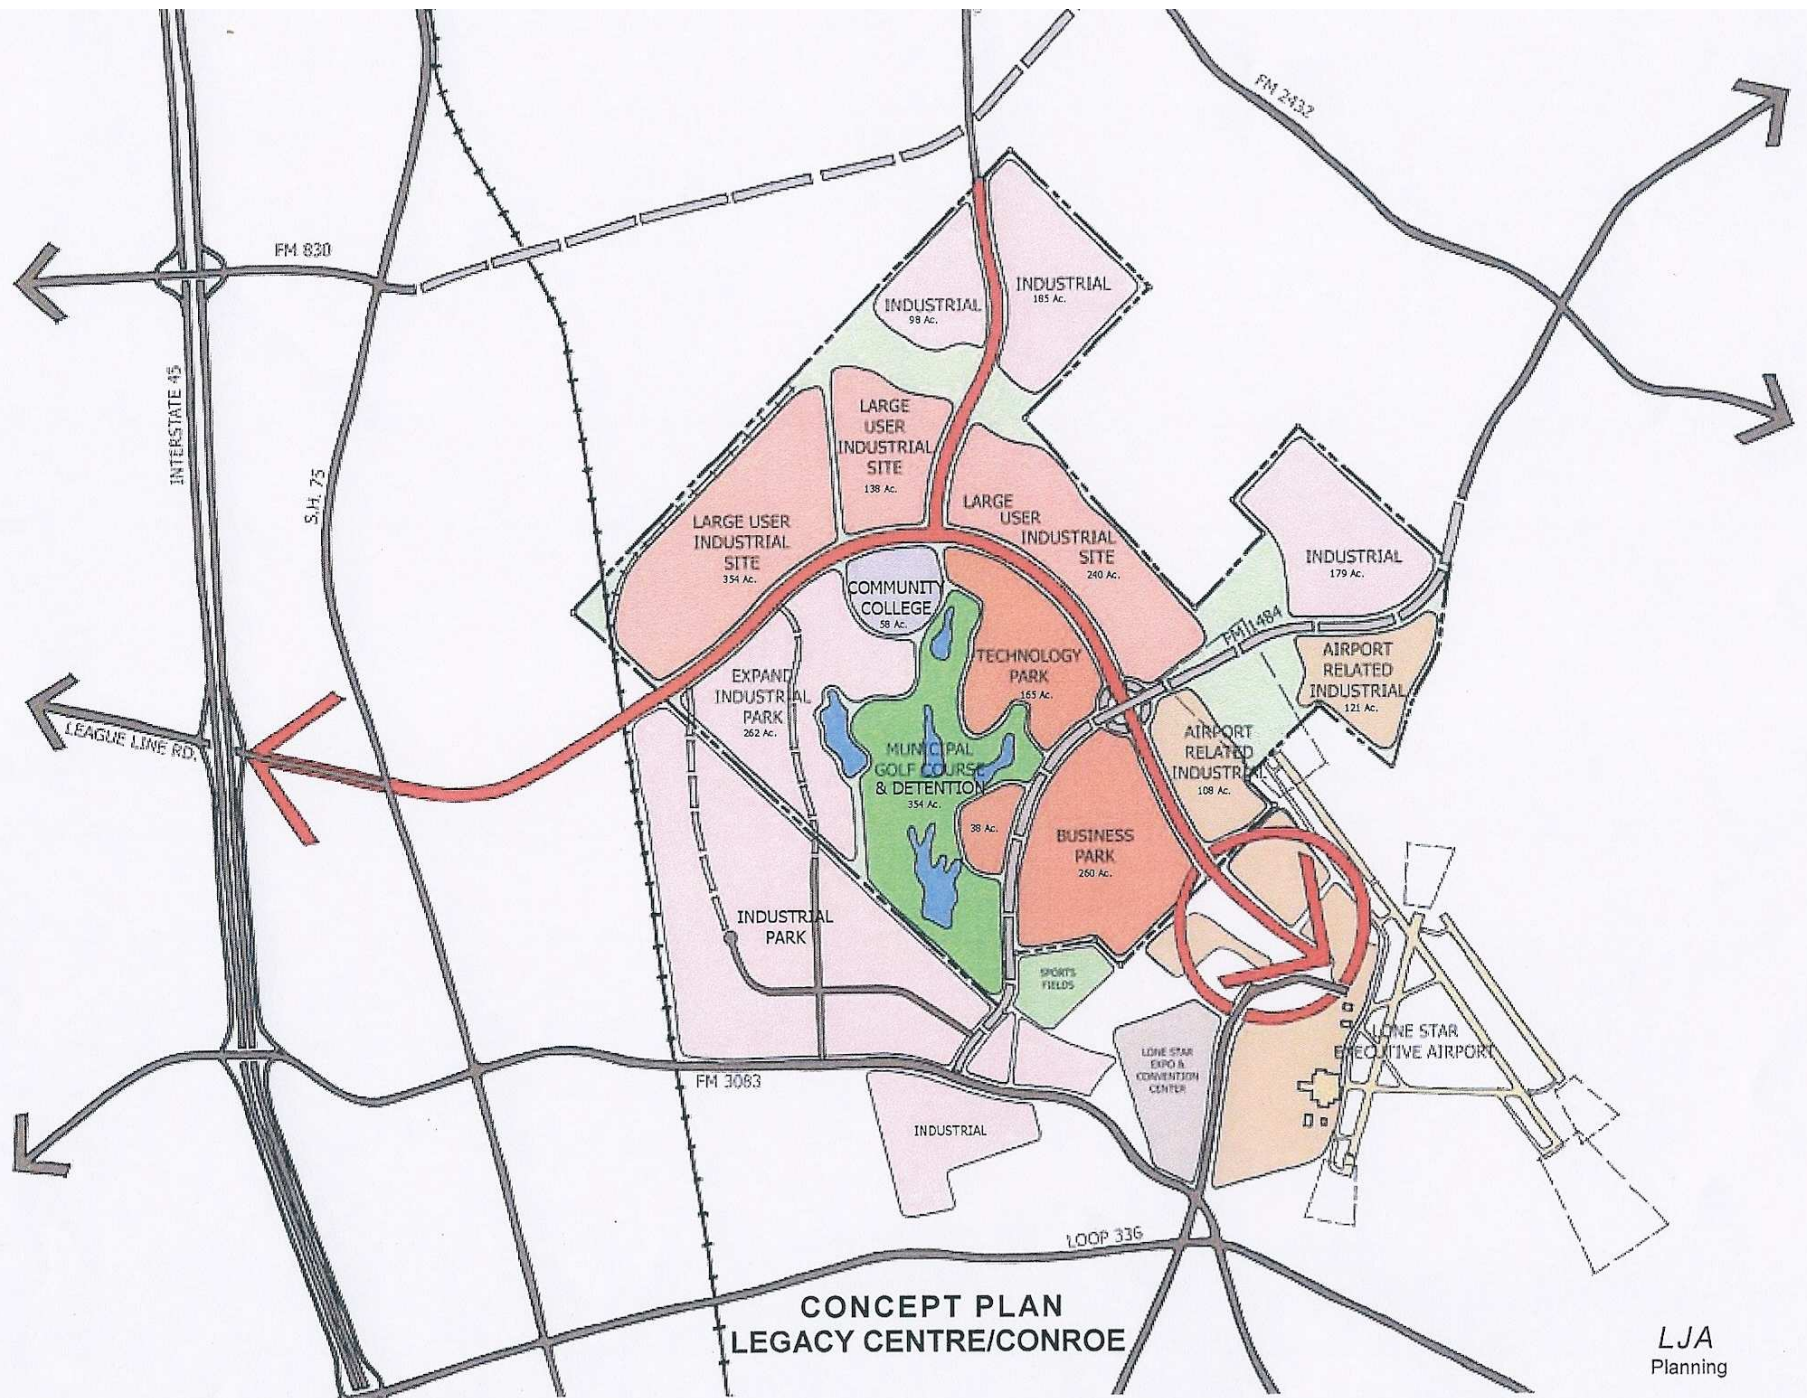 FM 2432
FM 830
INDUSTRIAL
185 Ac.
INDUSTRIAL
98 Ac.
INTERSTATE 45
S.H. 75
LARGE
USER
INDUSTRIAL
SITE
138 Ac.
LARGE USER
INDUSTRIAL
SITE
354 Ac.
LARGE
USER
INDUSTRIAL
SITE
240 Ac.
INDUSTRIAL
179 Ac.
COMMUNITY
COLLEGE
58 Ac.
FM 1484
AIRPORT
RELATED
INDUSTRIAL
121 Ac.
TECHNOLOGY
PARK
165 Ac.
EXPAND
INDUSTRIAL
PARK
262 Ac.
LEAGUE LINE RD.
MUNICIPAL
GOLF COURSE
& DETENTION
354 Ac.
AIRPORT
RELATED
INDUSTRIAL
108 Ac.
38 Ac.
BUSINESS
PARK
260 Ac.
INDUSTRIAL
PARK
SPORTS
FIELDS
LONE STAR
EXECUTIVE AIRPORT
LONE STAR
EXPO &
CONVENTION
CENTER
FM 3083
INDUSTRIAL
LOOP 336
CONCEPT PLAN
LEGACY CENTRE/CONROE
LJA
Planning